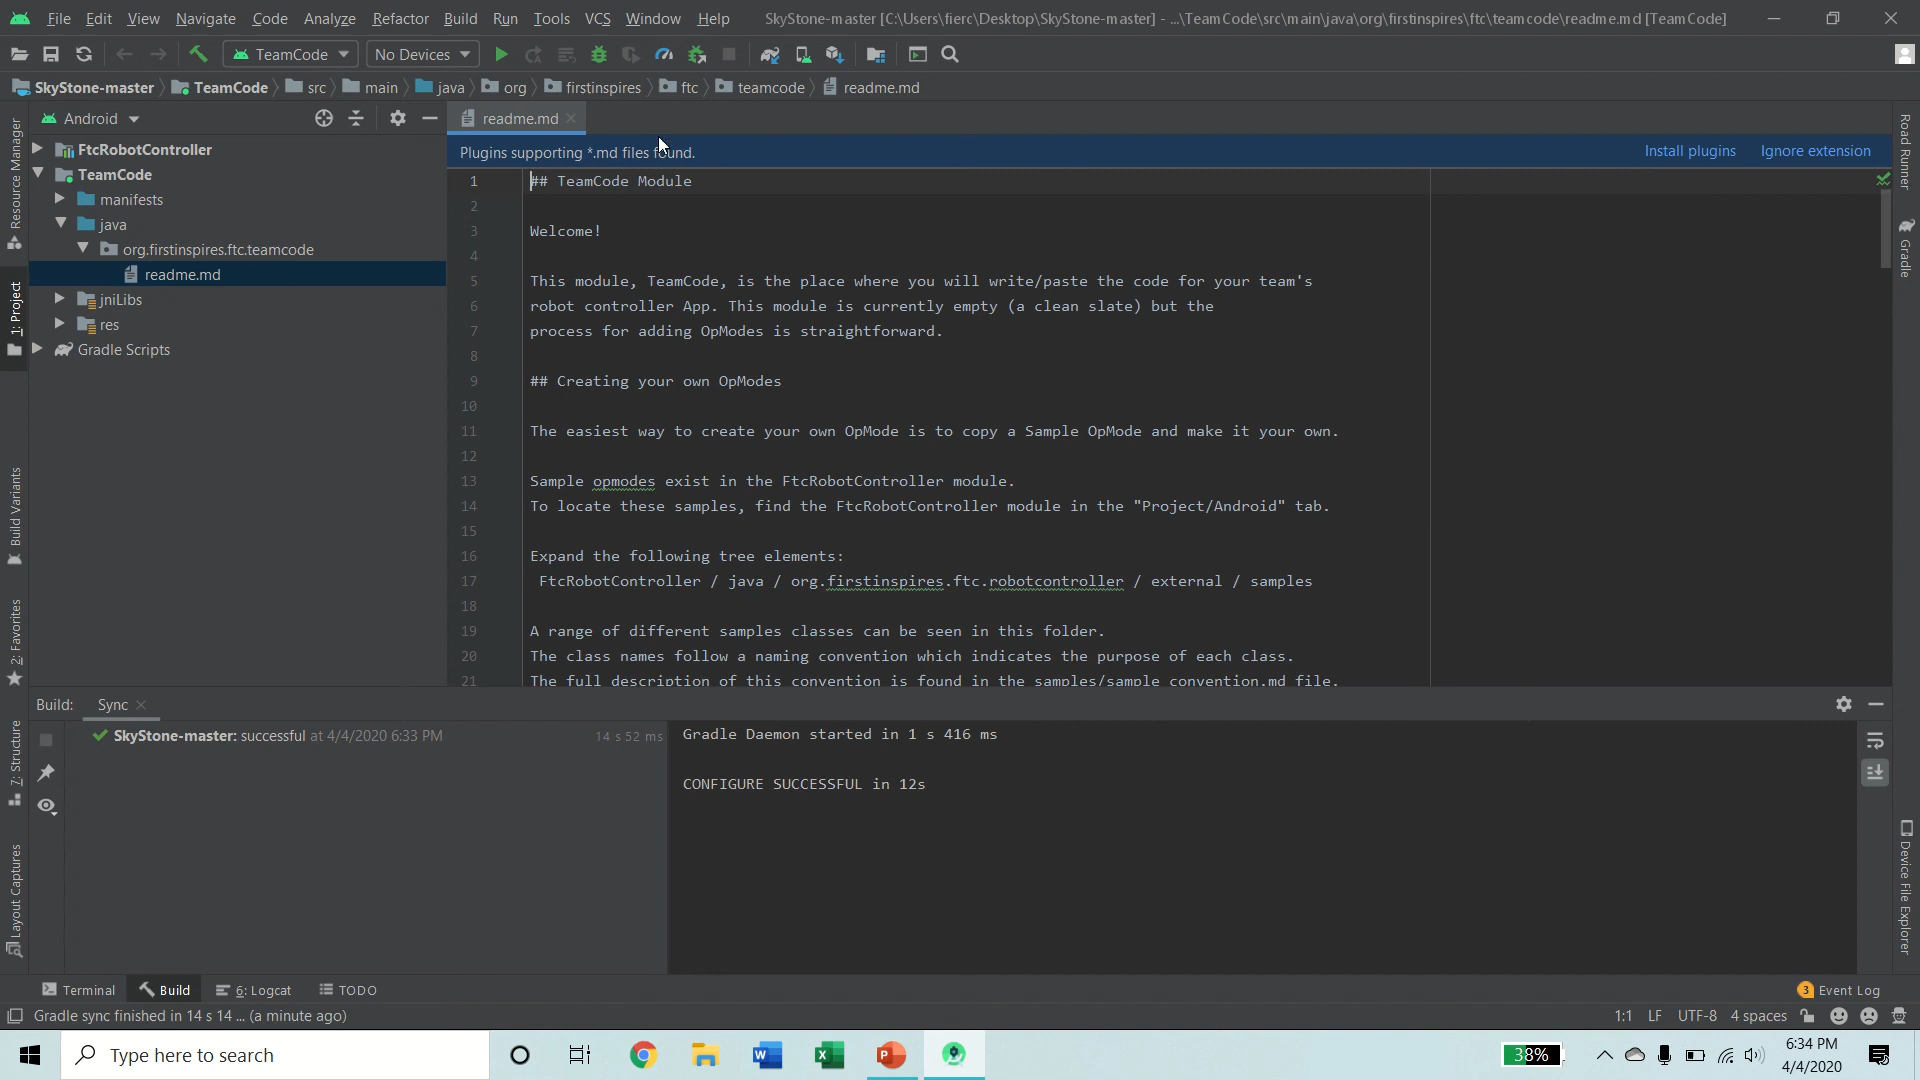 File Edit View Navigate Code Analyze Refactor Build Run Tools VCS Window Help SkyStone-master [C:\Users\fierc\Desktop\SkyStone-master] - ...\TeamCode\src\main\java\org\firstinspires\ftc\teamcode\readme.md [TeamCode]
TeamCode No Devices
SkyStone-master TeamCode src main java org firstinspires ftc teamcode readme.md
Android
readme.md
Plugins supporting *.md files found. Install plugins Ignore extension
FtcRobotController
TeamCode
manifests
java
org.firstinspires.ftc.teamcode
readme.md
jniLibs
res
Gradle Scripts
Resource Manager
1: Project
Build Variants
2: Favorites
7: Structure
Layout Captures
1 ## TeamCode Module
2
3 Welcome!
4
5 This module, TeamCode, is the place where you will write/paste the code for your team's
6 robot controller App. This module is currently empty (a clean slate) but the
7 process for adding OpModes is straightforward.
8
9 ## Creating your own OpModes
10
11 The easiest way to create your own OpMode is to copy a Sample OpMode and make it your own.
12
13 Sample opmodes exist in the FtcRobotController module.
14 To locate these samples, find the FtcRobotController module in the "Project/Android" tab.
15
16 Expand the following tree elements:
17 FtcRobotController / java / org.firstinspires.ftc.robotcontroller / external / samples
18
19 A range of different samples classes can be seen in this folder.
20 The class names follow a naming convention which indicates the purpose of each class.
21 The full description of this convention is found in the samples/sample_convention.md file.
Road Runner
Gradle
Device File Explorer
Build: Sync
SkyStone-master: successful at 4/4/2020 6:33 PM 14 s 52 ms
Gradle Daemon started in 1 s 416 ms
CONFIGURE SUCCESSFUL in 12s
Terminal Build 6: Logcat TODO 3 Event Log
Gradle sync finished in 14 s 14 ... (a minute ago) 1:1 LF UTF-8 4 spaces
Type here to search
38%
6:34 PM
4/4/2020